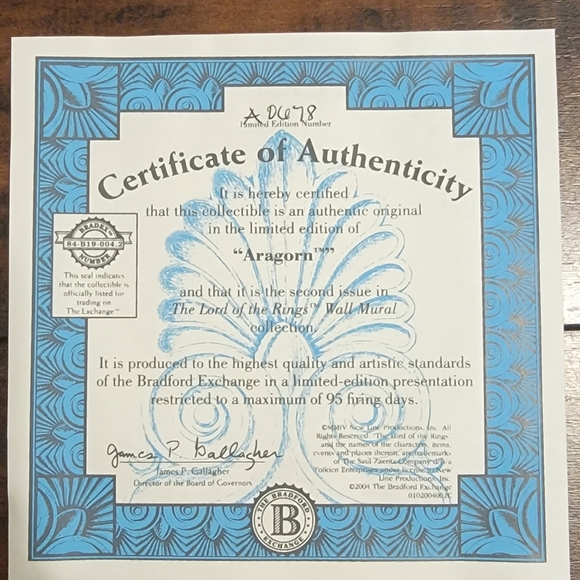 A0678
Limited Edition Number
Certificate of Authenticity
It is hereby certified
that this collectible is an authentic original
in the limited edition of
“Aragorn™”
and that it is the second issue in
The Lord of the Rings™ Wall Mural
collection.
It is produced to the highest quality and artistic standards
of the Bradford Exchange in a limited-edition presentation
restricted to a maximum of 95 firing days.
BRADEX™
84-B19-004.2
NUMBER
This seal indicates
that the collectible is
officially listed for
trading on
The Exchange™
James P. Gallagher
James P. Gallagher
Director of the Board of Governors
©MMIV New Line Productions, Inc. All
Rights Reserved. The Lord of the Rings
and the names of the characters, items,
events and places therein, are trademarks
of The Saul Zaentz Company d/b/a
Tolkien Enterprises under license to New
Line Productions, Inc.
©2004 The Bradford Exchange
THE BRADFORD
B
EXCHANGE